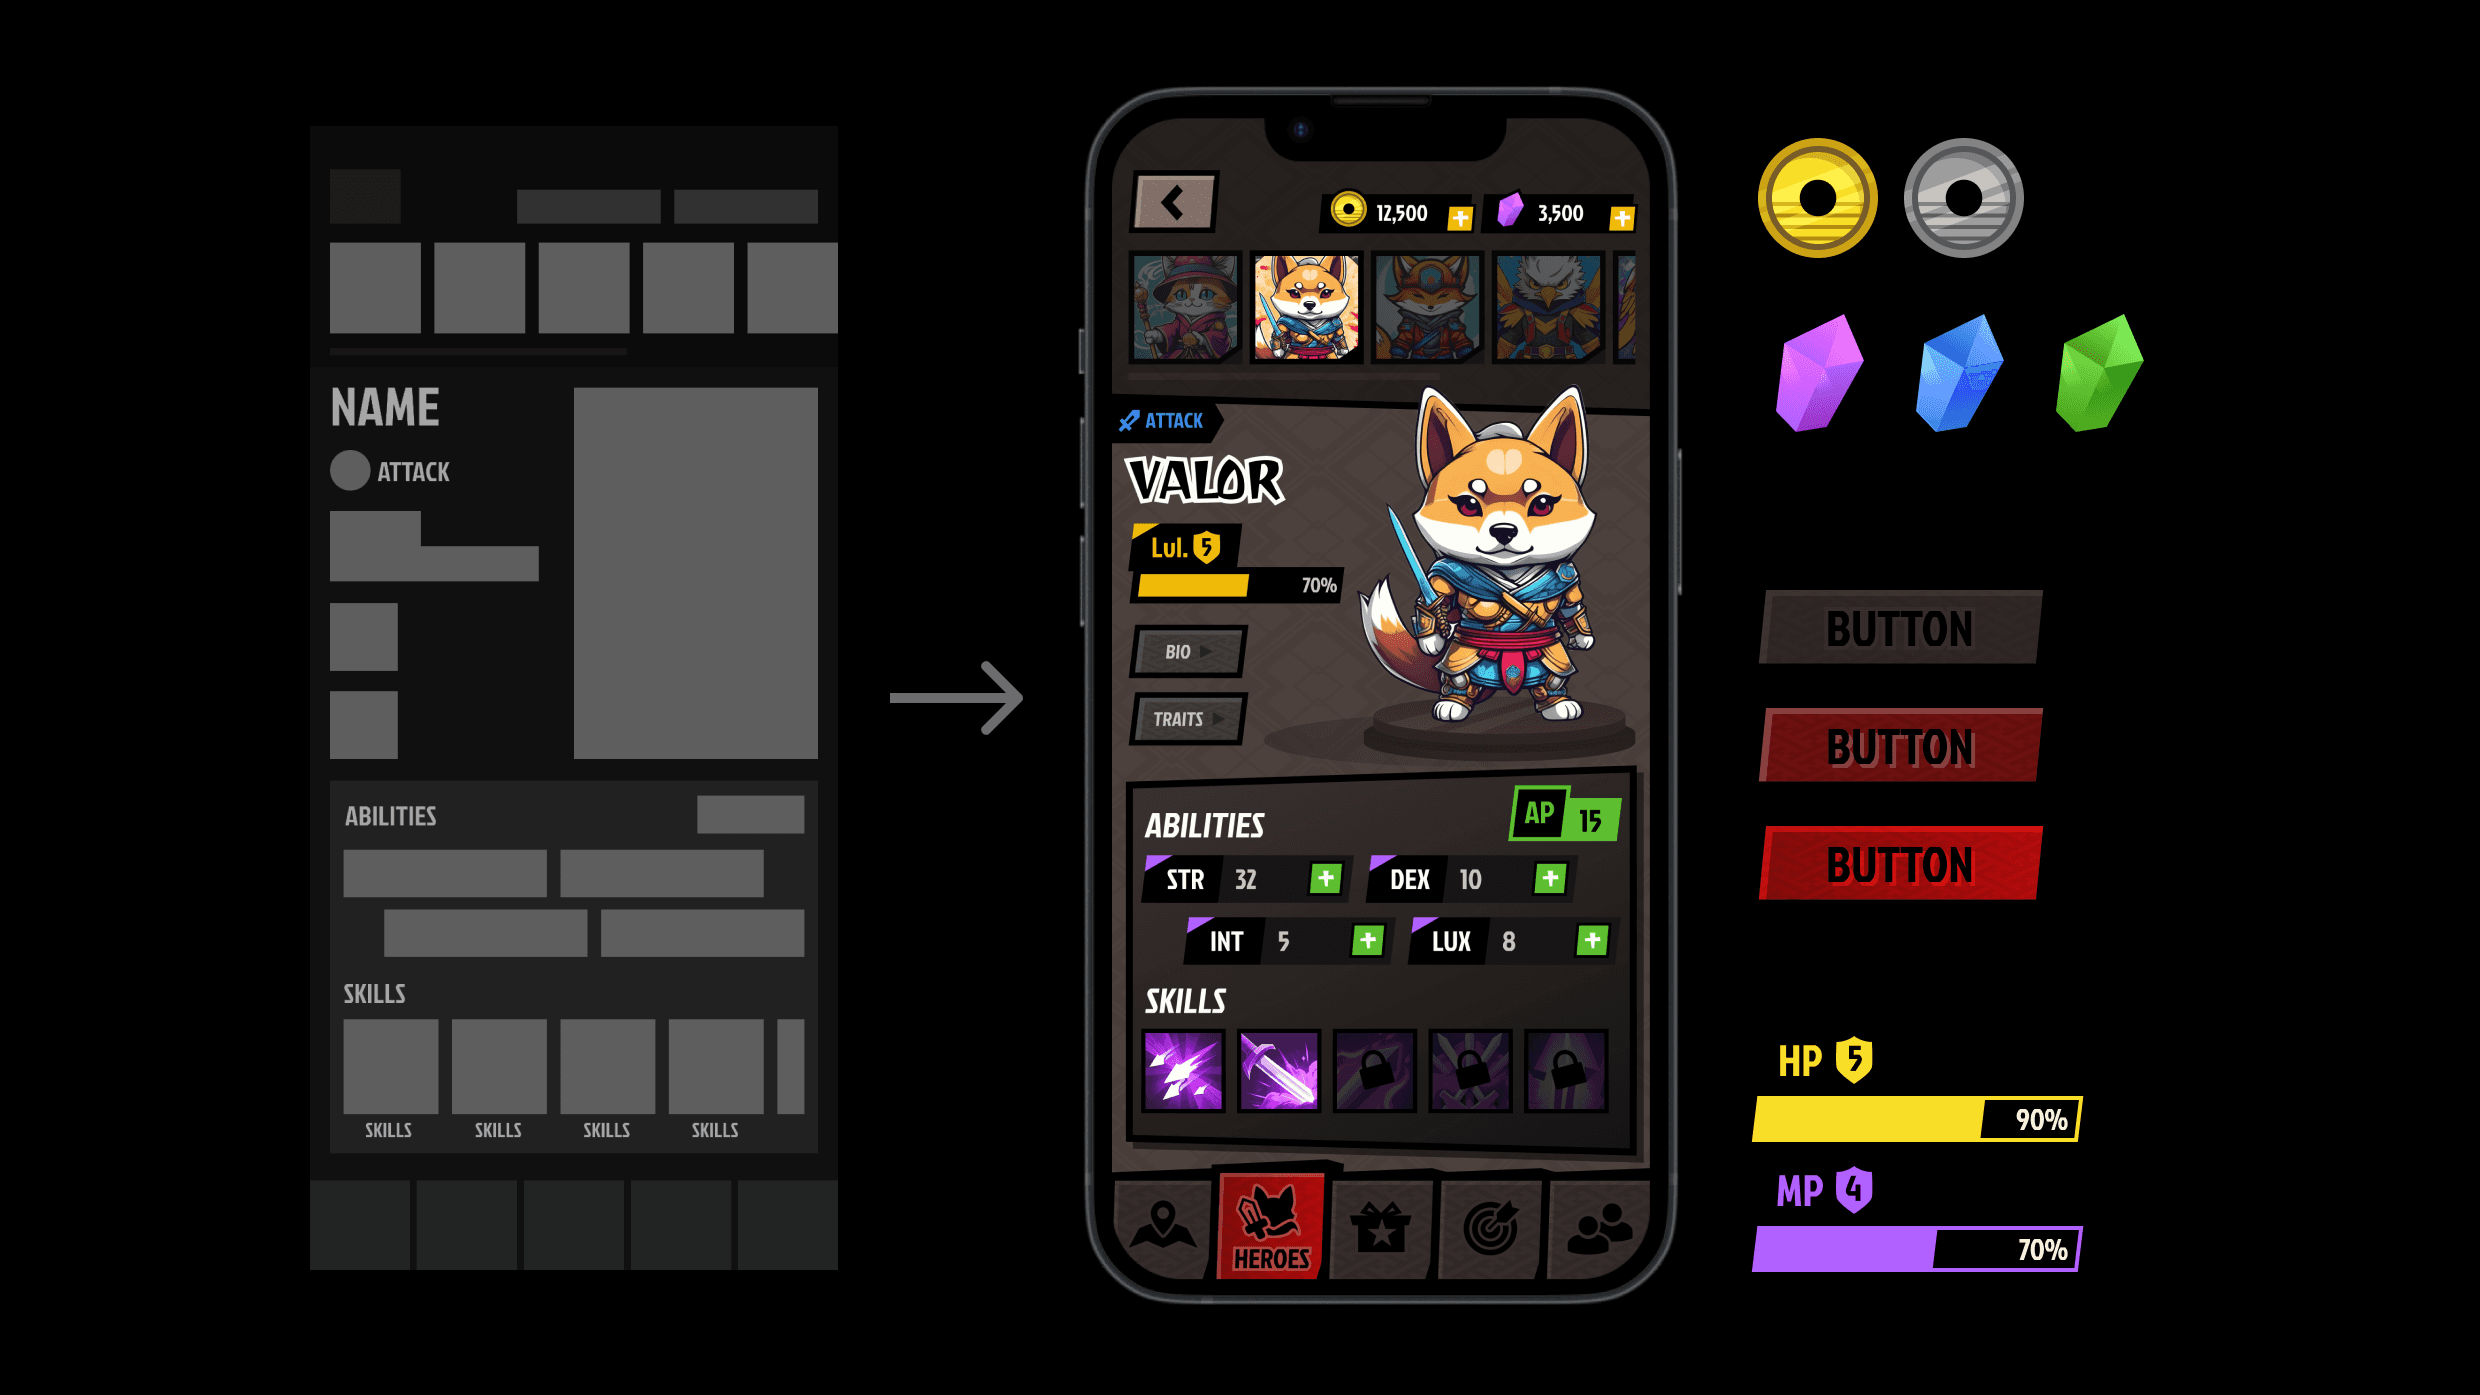 NAME
ATTACK
ABILITIES
SKILLS
SKILLS
SKILLS
SKILLS
SKILLS
12,500
3,500
ATTACK
VALOR
Lvl. 5
70%
BIO
TRAITS
ABILITIES
AP 15
STR 32
DEX 10
INT 5
LUX 8
SKILLS
HEROES
BUTTON
BUTTON
BUTTON
HP 5
90%
MP 4
70%